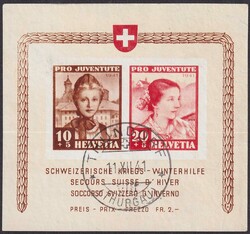 PRO JUVENTUTE 1941 PRO JUVENTUTE 1941
10+5 HELVETIA 20+5 HELVETIA
11.XII.41
THURGAU
SCHWEIZERISCHE KRIEGS-WINTERHILFE
SECOURS SUISSE D'HIVER
SOCCORSO SVIZZERO D'INVERNO
PREIS - PRIX - PREZZO FR. 2.-